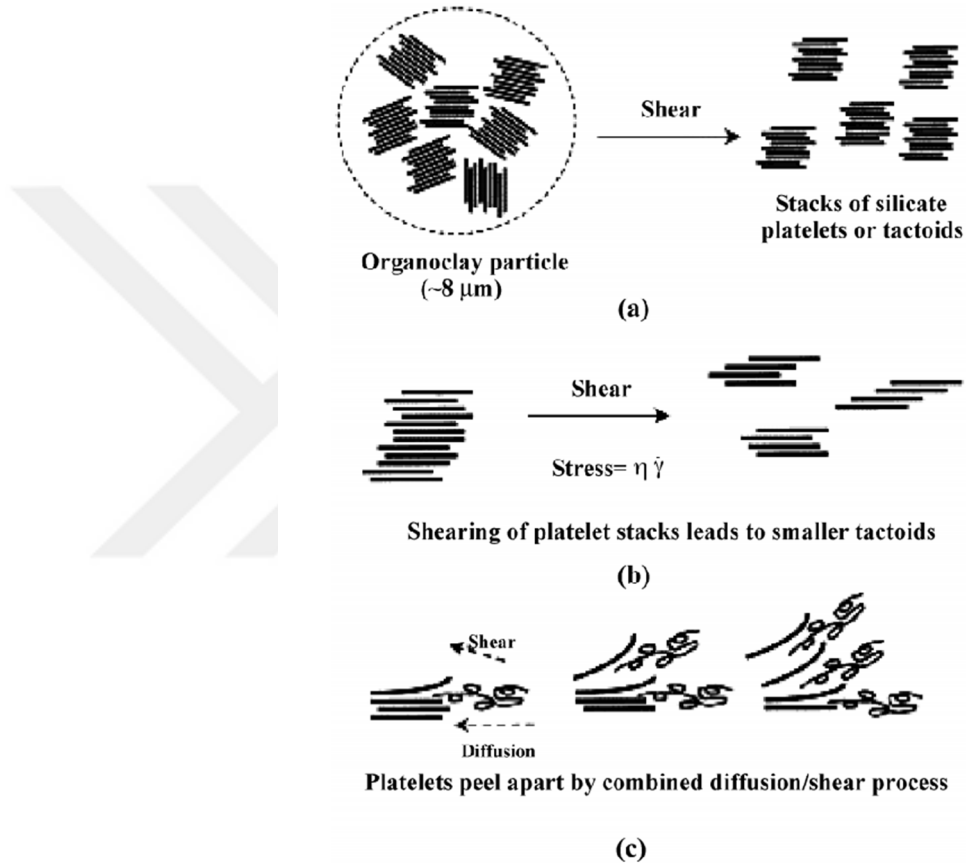 Shear
Stacks of silicate
platelets or tactoids
Organoclay particle
(~8 μm)
(a)
Shear
Stress= η γ̇
Shearing of platelet stacks leads to smaller tactoids
(b)
Shear
Diffusion
Platelets peel apart by combined diffusion/shear process
(c)